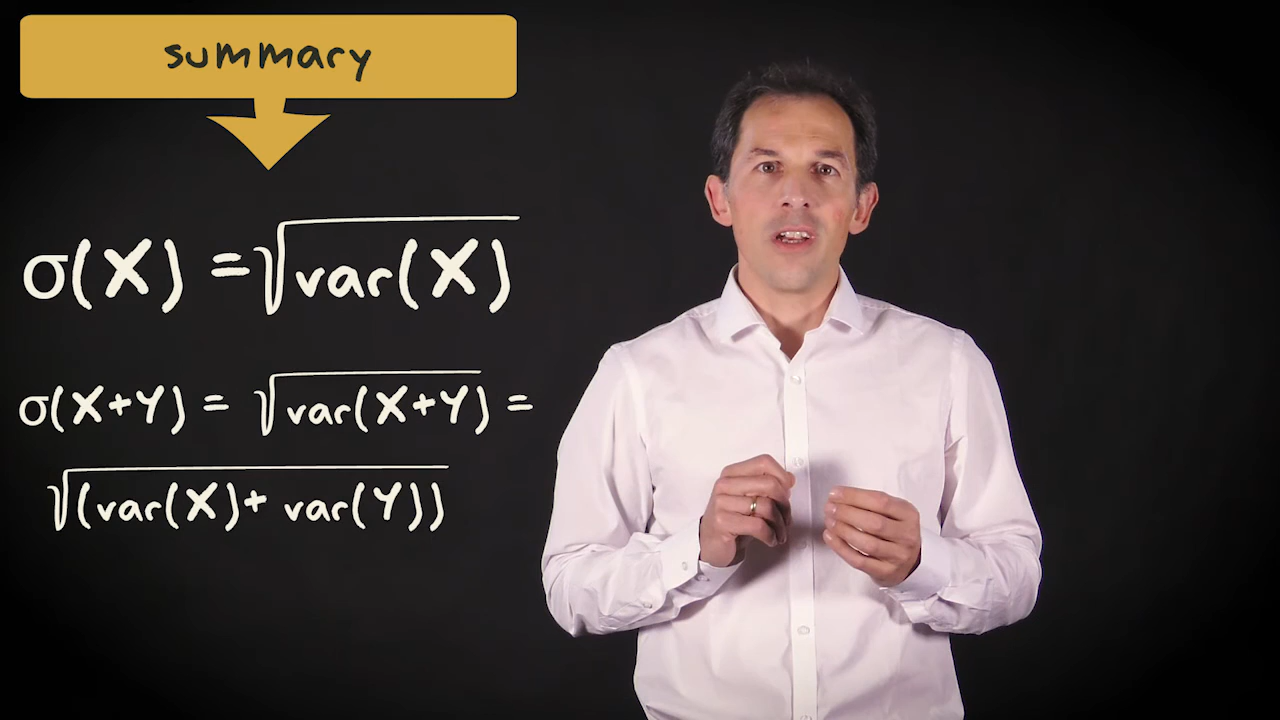 summary
σ(X) = √var(X)
σ(X+Y) = √var(X+Y) =
√(var(X)+ var(Y))